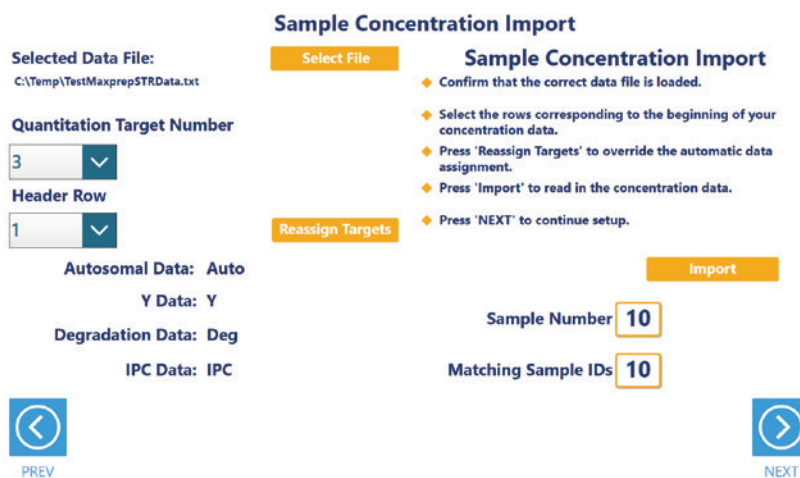 Sample Concentration Import
Selected Data File:
C:\Temp\TestMaxprepSTRData.txt
Select File
Quantitation Target Number
3
Header Row
1
Reassign Targets
Autosomal Data: Auto
Y Data: Y
Degradation Data: Deg
IPC Data: IPC
Sample Concentration Import
Confirm that the correct data file is loaded.
Select the rows corresponding to the beginning of your
concentration data.
Press 'Reassign Targets' to override the automatic data
assignment.
Press 'Import' to read in the concentration data.
Press 'NEXT' to continue setup.
Import
Sample Number 10
Matching Sample IDs 10
PREV
NEXT